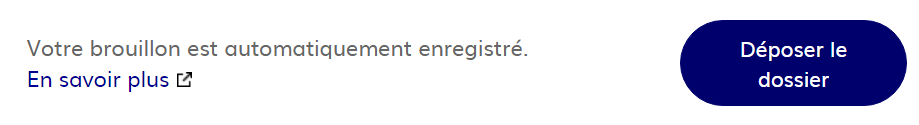 Votre brouillon est automatiquement enregistré.
En savoir plus
Déposer le
dossier